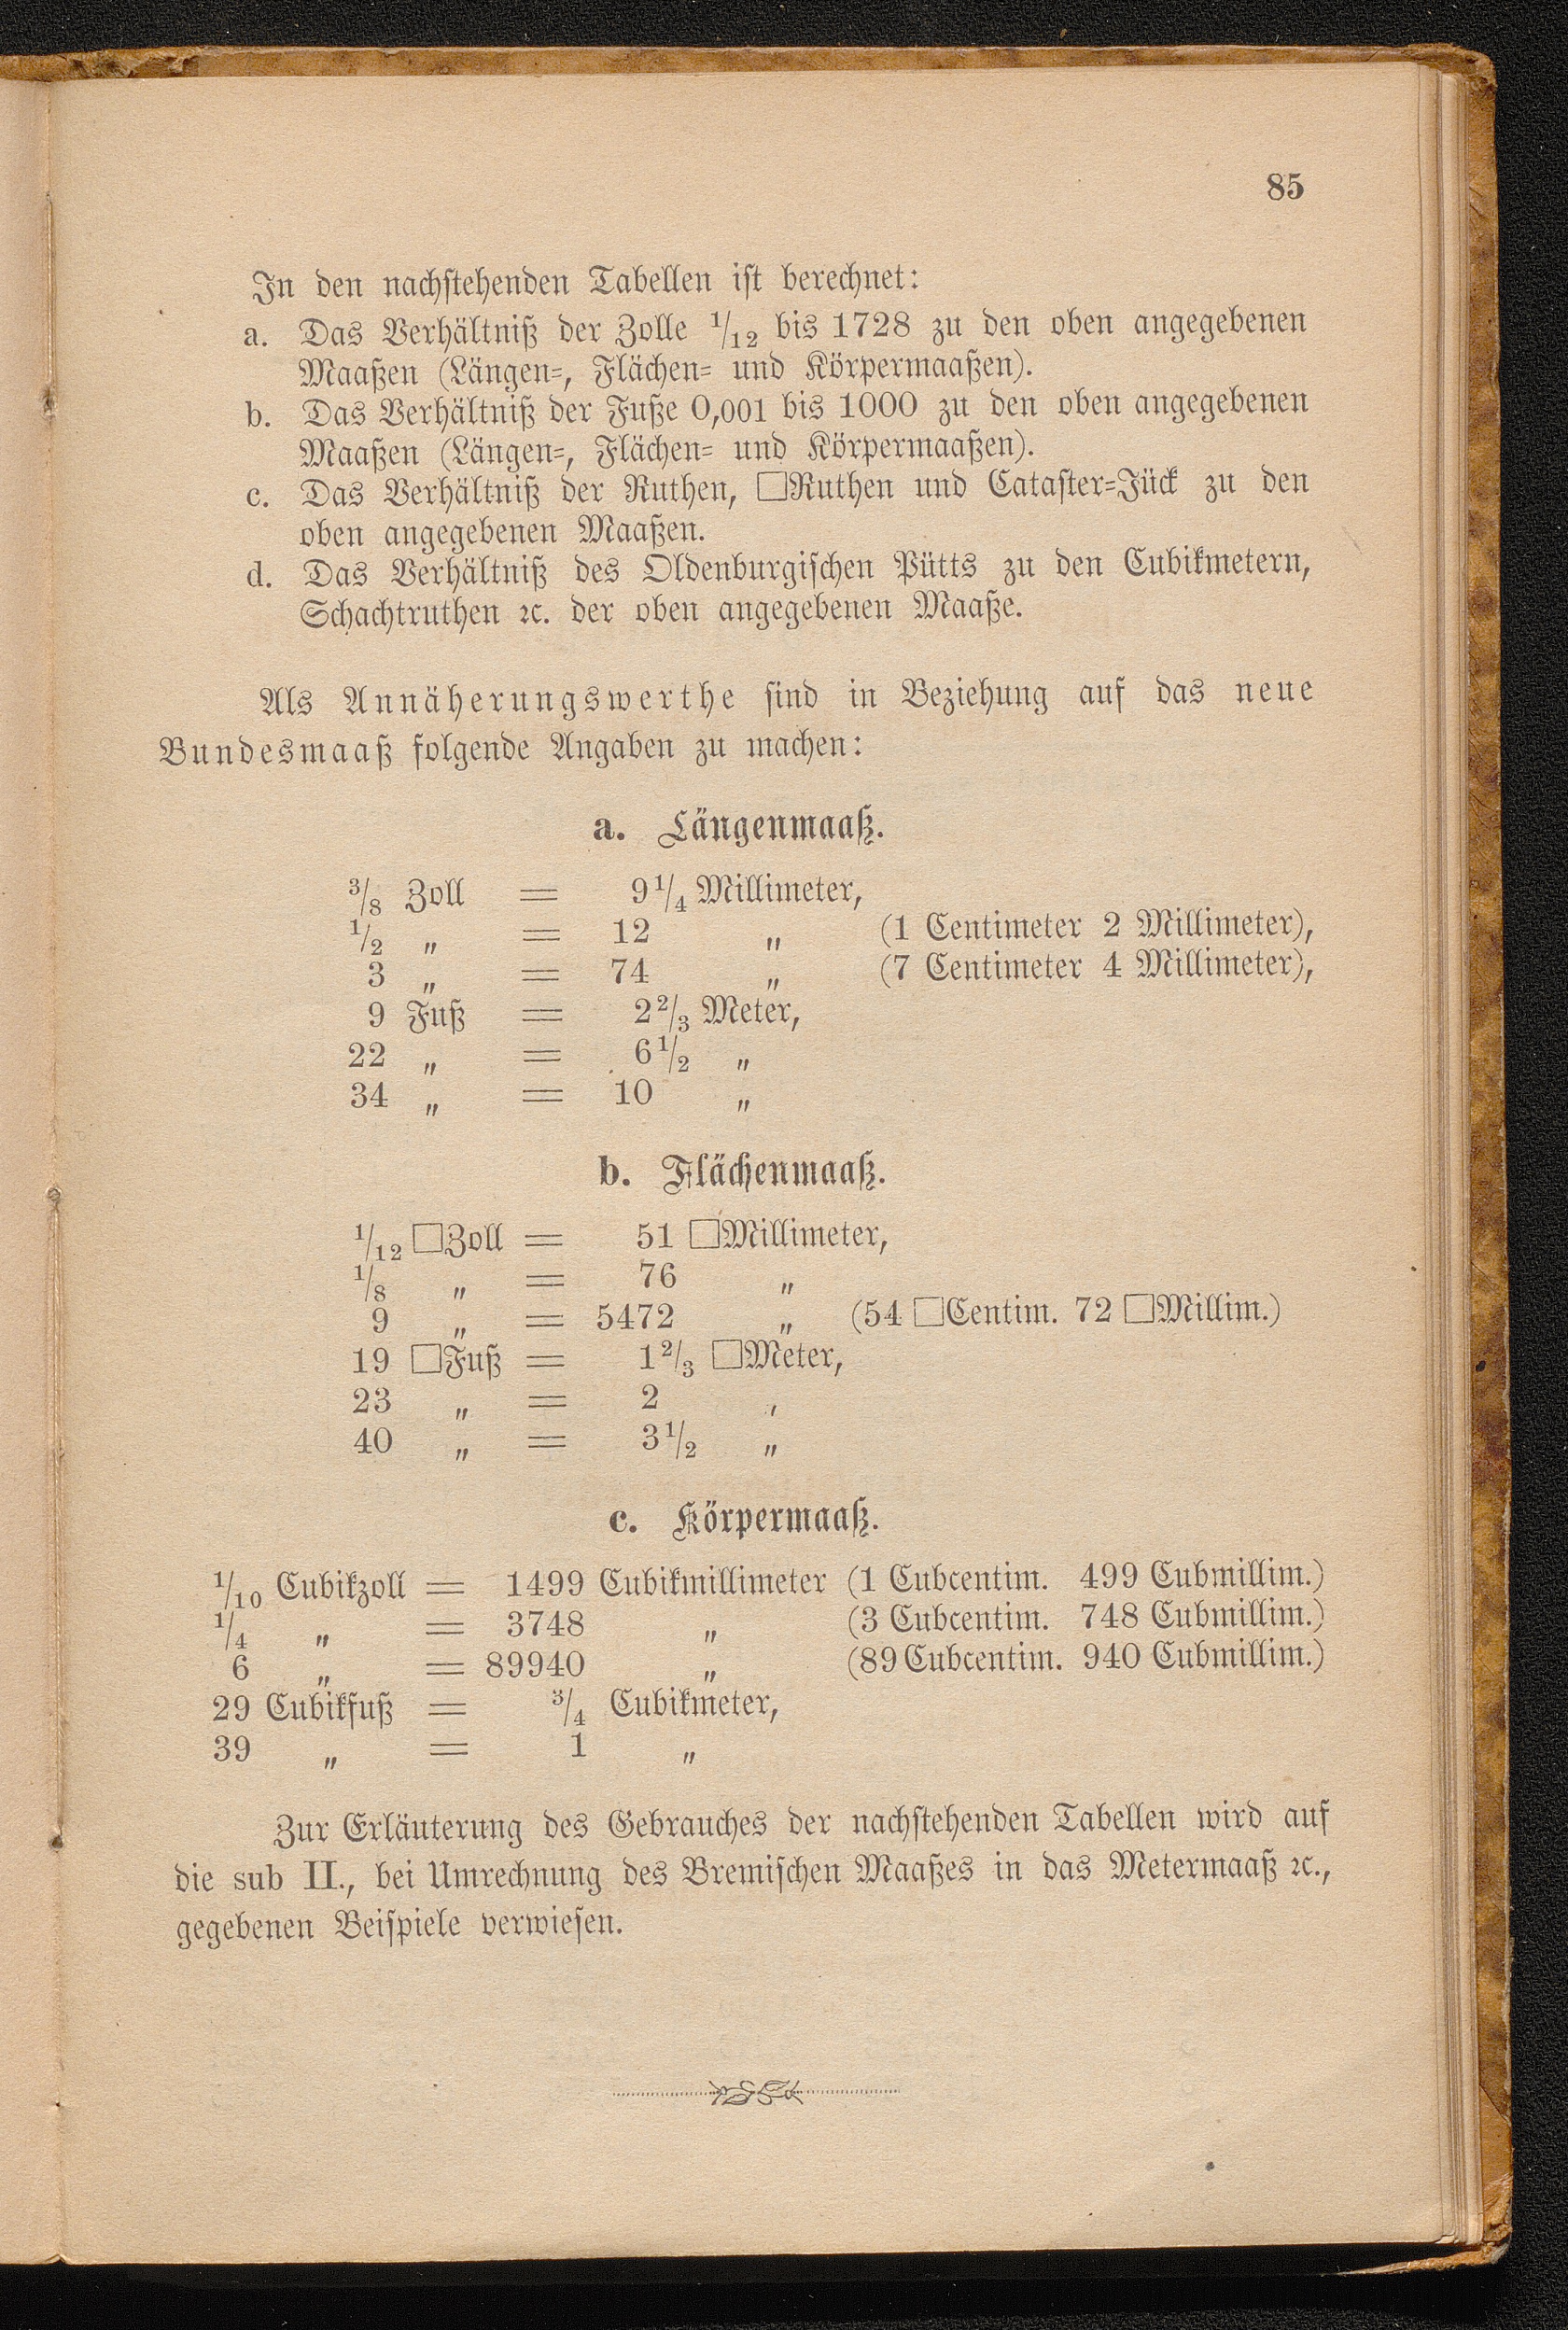 85
In den nachstehenden Tabellen ist berechnet:
a. Das Verhältniß der Zolle 1/12 bis 1728 zu den oben angegebenen
Maaßen (Längen-, Flächen- und Körpermaaßen).
b. Das Verhältniß der Fuße 0,001 bis 1000 zu den oben angegebenen
Maaßen (Längen-, Flächen- und Körpermaaßen).
c. Das Verhältniß der Ruthen, □Ruthen und Cataster-Jück zu den
oben angegebenen Maaßen.
d. Das Verhältniß des Oldenburgischen Pütts zu den Cubikmetern,
Schachtruthen ꝛc. der oben angegebenen Maaße.
Als Annäherungswerthe sind in Beziehung auf das neue
Bundesmaaß folgende Angaben zu machen:
a. Längenmaaß.
3/8 Zoll = 9 1/4 Millimeter,
1/2 „ = 12 „ (1 Centimeter 2 Millimeter),
3 „ = 74 „ (7 Centimeter 4 Millimeter),
9 Fuß = 2 2/3 Meter,
22 „ = 6 1/2 „
34 „ = 10 „
b. Flächenmaaß.
1/12 □Zoll = 51 □Millimeter,
1/8 „ = 76 „
9 „ = 5472 „ (54 □Centim. 72 □Millim.)
19 □Fuß = 1 2/3 □Meter,
23 „ = 2 „
40 „ = 3 1/2 „
c. Körpermaaß.
1/10 Cubikzoll = 1499 Cubikmillimeter (1 Cubcentim. 499 Cubmillim.)
1/4 „ = 3748 „ (3 Cubcentim. 748 Cubmillim.)
6 „ = 89940 „ (89 Cubcentim. 940 Cubmillim.)
29 Cubikfuß = 3/4 Cubikmeter,
39 „ = 1 „
Zur Erläuterung des Gebrauches der nachstehenden Tabellen wird auf
die sub II., bei Umrechnung des Bremischen Maaßes in das Metermaaß ꝛc.,
gegebenen Beispiele verwiesen.